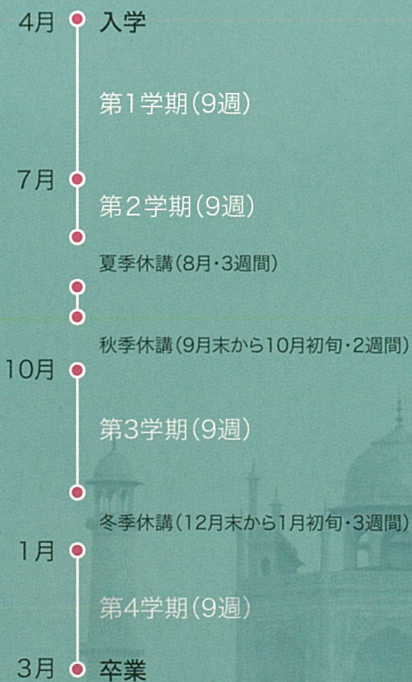 4月 入学
第1学期(9週)
7月
第2学期(9週)
夏季休講(8月・3週間)
秋季休講(9月末から10月初旬・2週間)
10月
第3学期(9週)
冬季休講(12月末から1月初旬・3週間)
1月
第4学期(9週)
3月 卒業